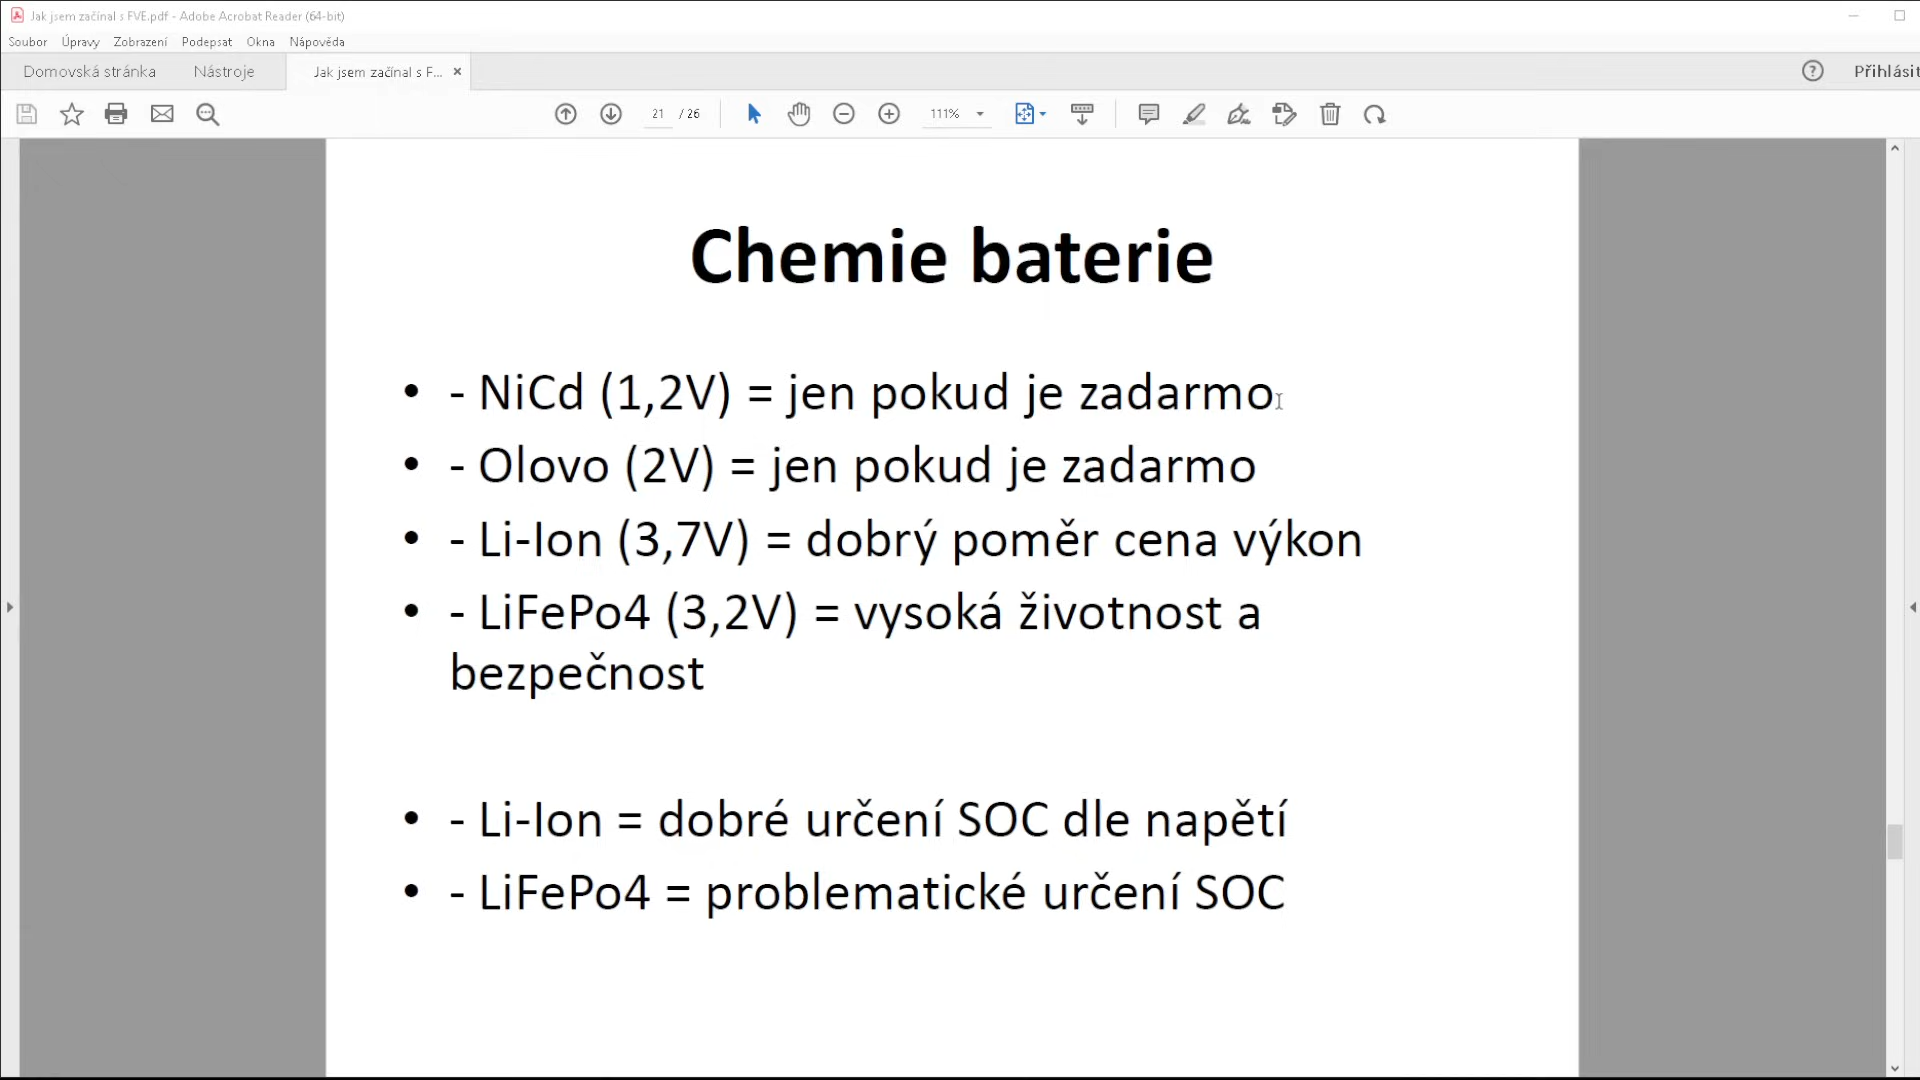 Jak jsem začínal s FVE.pdf - Adobe Acrobat Reader (64-bit)
Soubor Úpravy Zobrazení Podepsat Okna Nápověda
Domovská stránka Nástroje Jak jsem začínal s F... × Přihlásit
21 / 26 111%
Chemie baterie
• - NiCd (1,2V) = jen pokud je zadarmo
• - Olovo (2V) = jen pokud je zadarmo
• - Li-Ion (3,7V) = dobrý poměr cena výkon
• - LiFePo4 (3,2V) = vysoká životnost a
bezpečnost
• - Li-Ion = dobré určení SOC dle napětí
• - LiFePo4 = problematické určení SOC